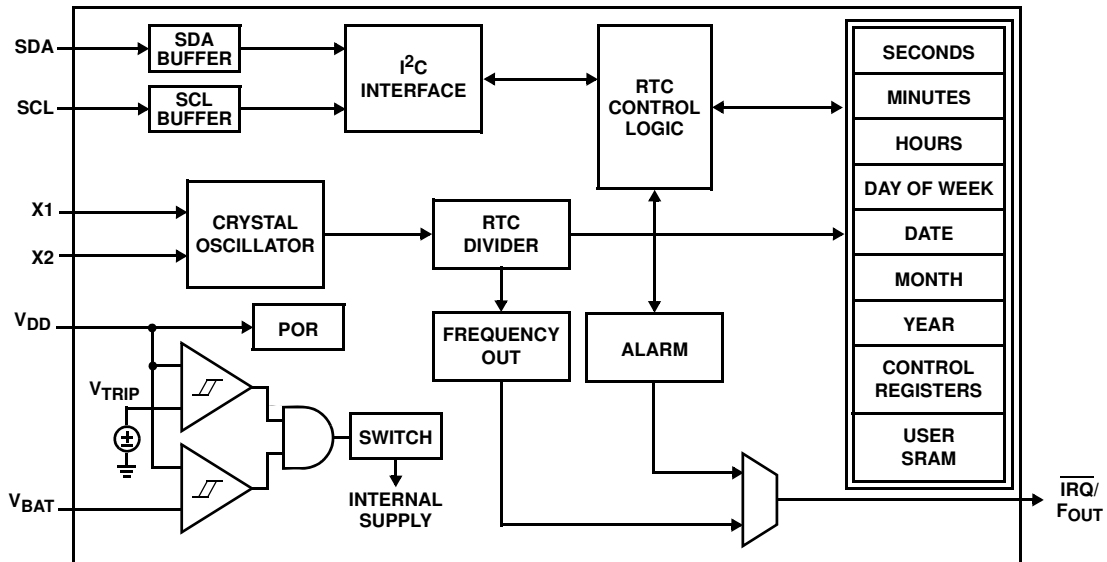 SDA
SDA
BUFFER
I²C
INTERFACE
RTC
CONTROL
LOGIC
SECONDS
MINUTES
HOURS
DAY OF WEEK
DATE
MONTH
YEAR
CONTROL
REGISTERS
USER
SRAM
SCL
SCL
BUFFER
X1
X2
CRYSTAL
OSCILLATOR
RTC
DIVIDER
VDD
POR
FREQUENCY
OUT
ALARM
VTRIP
SWITCH
INTERNAL
SUPPLY
VBAT
IRQ/
FOUT